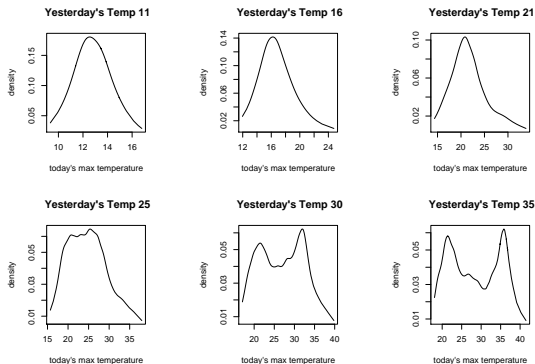 Yesterday's Temp 11
density
0.05 0.10 0.15
10 12 14 16
today's max temperature
Yesterday's Temp 16
density
0.02 0.06 0.10 0.14
12 16 20 24
today's max temperature
Yesterday's Temp 21
density
0.02 0.06 0.10
15 20 25 30
today's max temperature
Yesterday's Temp 25
density
0.01 0.03 0.05
15 20 25 30 35
today's max temperature
Yesterday's Temp 30
density
0.01 0.03 0.05
20 25 30 35 40
today's max temperature
Yesterday's Temp 35
density
0.01 0.03 0.05
20 25 30 35 40
today's max temperature